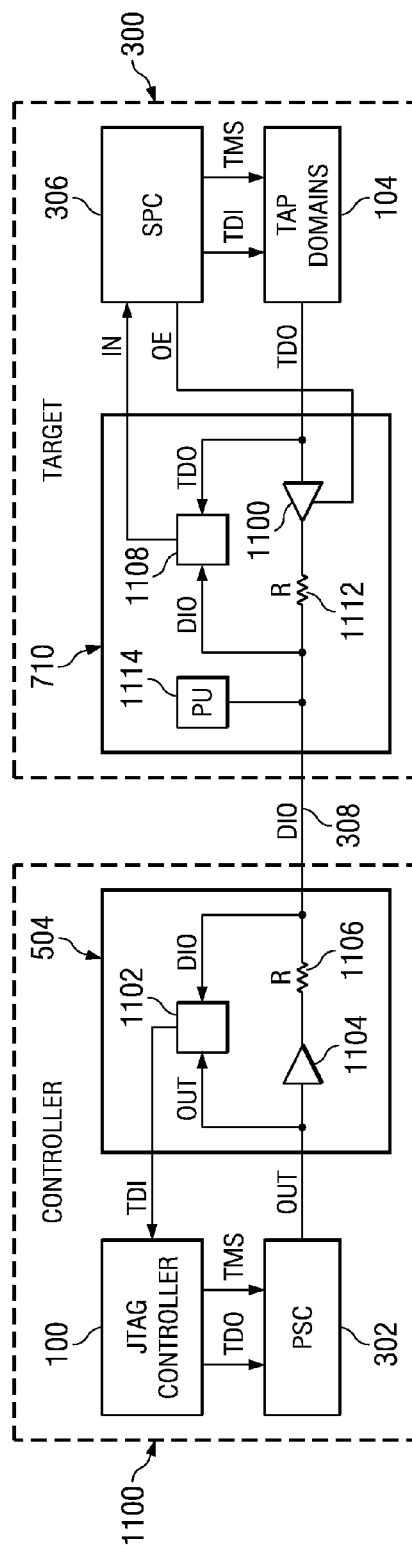 CONTROLLER
TARGET
1100
300
100
JTAG
CONTROLLER
TDI
TDO
TMS
PSC
302
OUT
504
1102
OUT
DIO
1104
R
1106
DIO
308
710
1114
PU
1108
DIO
TDO
R
1112
1100
IN
OE
TDO
306
SPC
TDI
TMS
TAP
DOMAINS
104